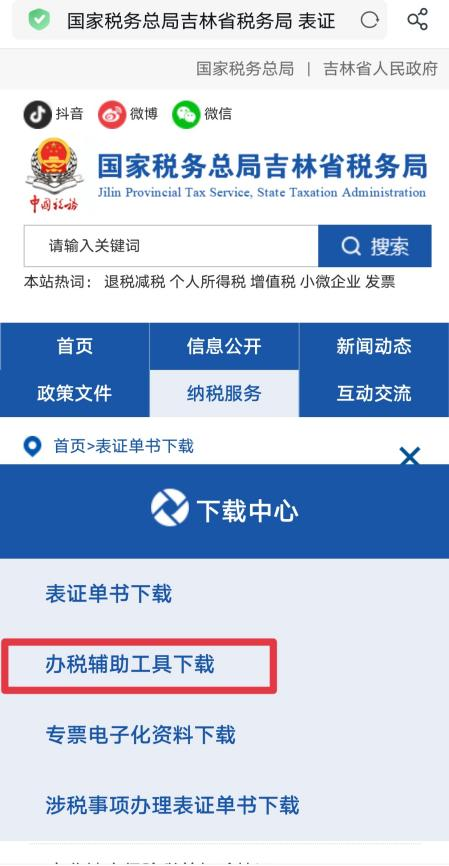 国家税务总局吉林省税务局 表证
国家税务总局 | 吉林省人民政府
抖音 微博 微信
国家税务总局吉林省税务局
Jilin Provincial Tax Service, State Taxation Administration
中国税务
请输入关键词 搜索
本站热词： 退税减税 个人所得税 增值税 小微企业 发票
首页 信息公开 新闻动态
政策文件 纳税服务 互动交流
首页>表证单书下载
下载中心
表证单书下载
办税辅助工具下载
专票电子化资料下载
涉税事项办理表证单书下载